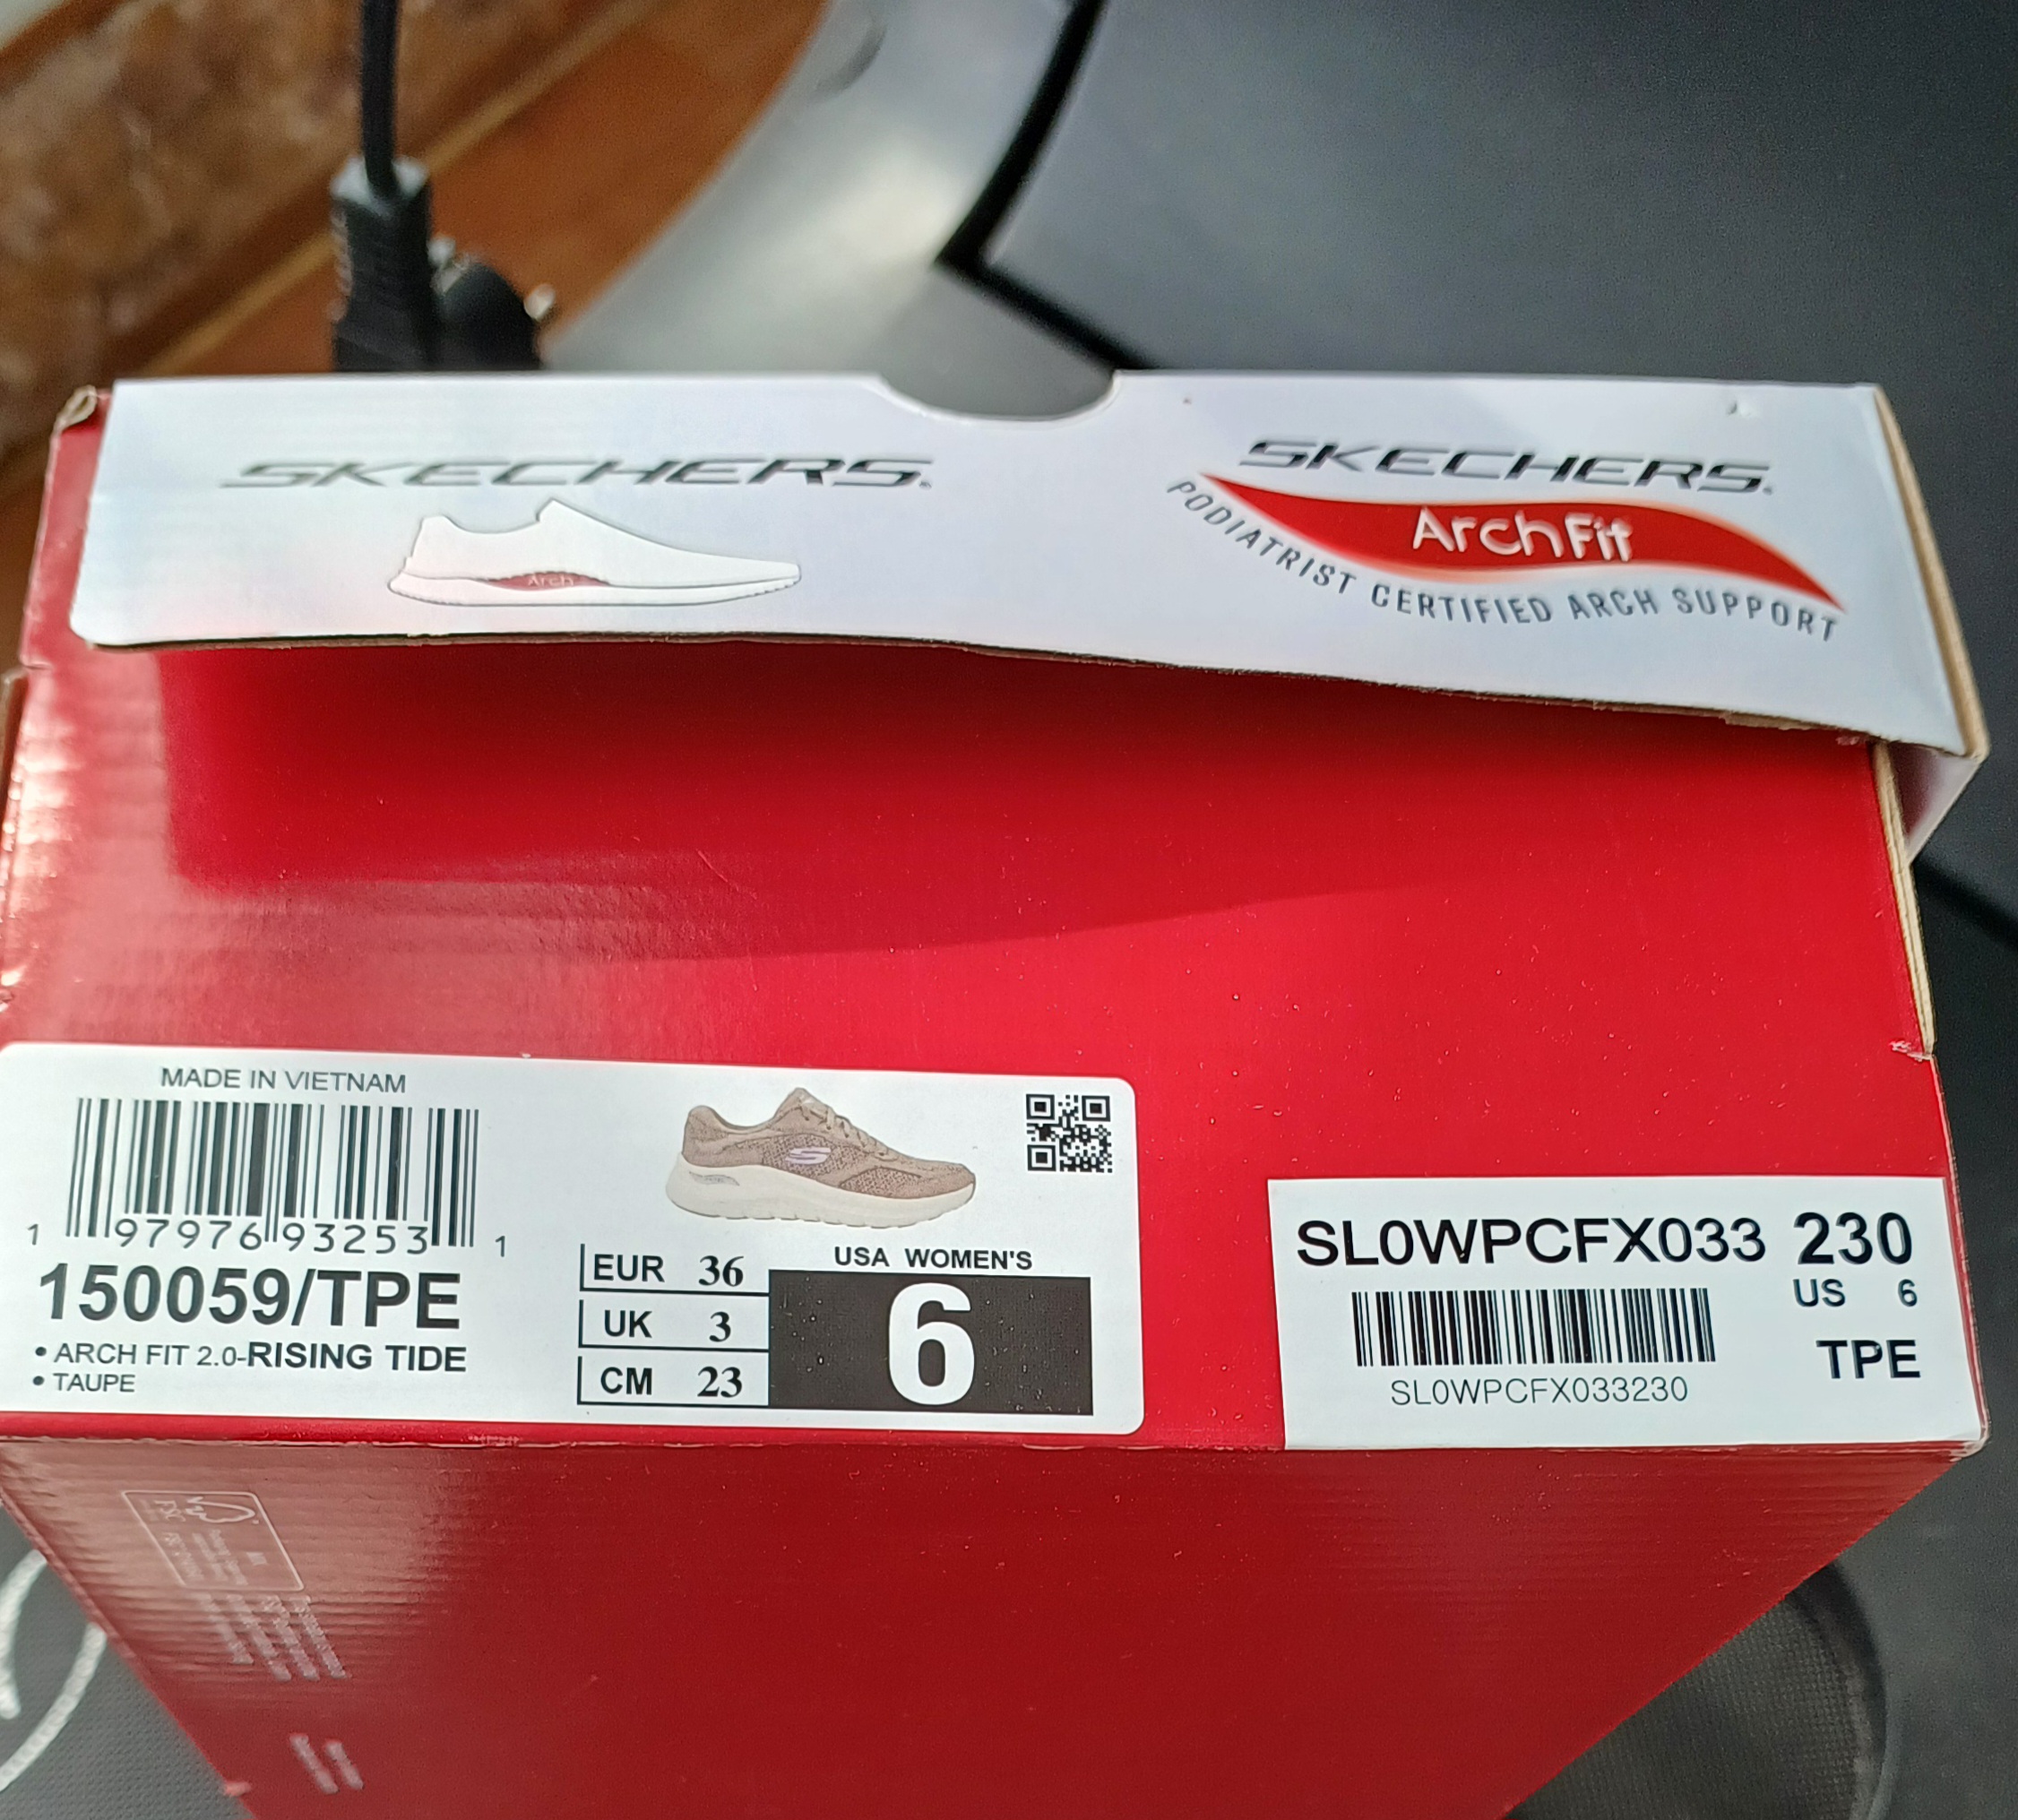 SKECHERS
Arch
SKECHERS
Arch Fit
PODIATRIST CERTIFIED ARCH SUPPORT
MADE IN VIETNAM
1 97976 93253 1
150059/TPE
• ARCH FIT 2.0-RISING TIDE
• TAUPE
EUR 36
UK 3
CM 23
USA WOMEN'S
6
SL0WPCFX033 230
US 6
TPE
SL0WPCFX033230